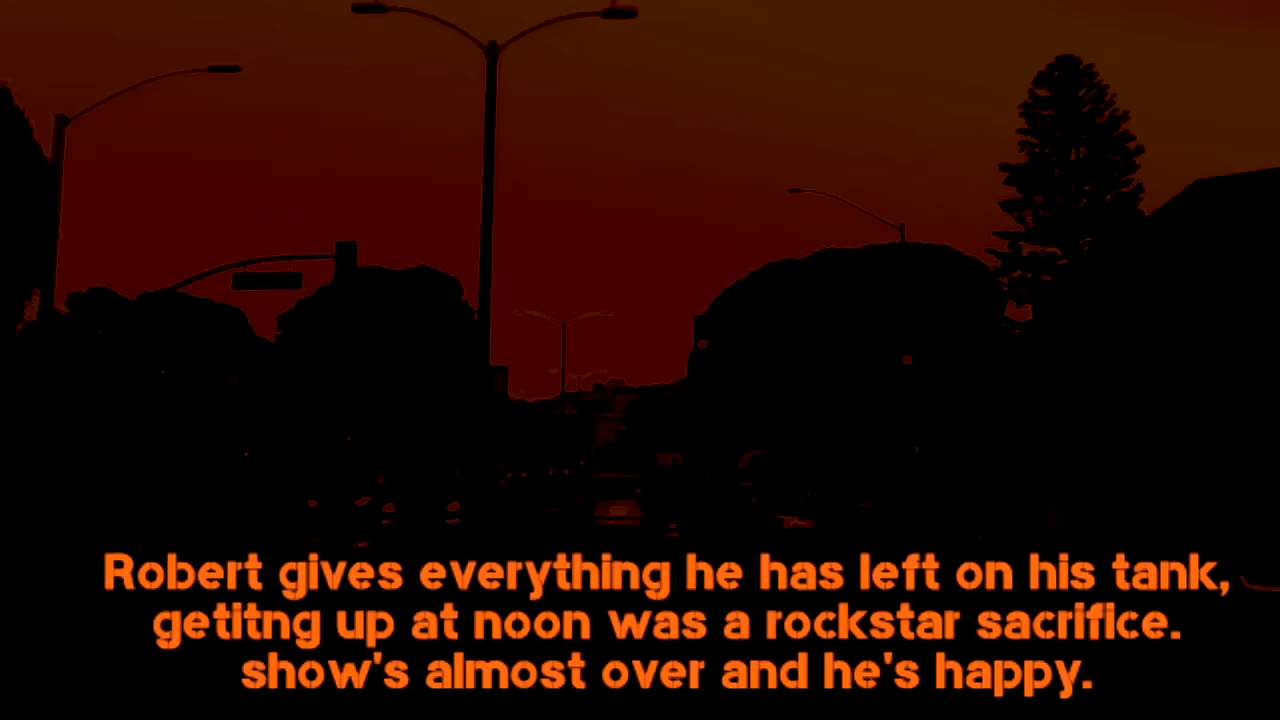 Robert gives everything he has left on his tank,
getitng up at noon was a rockstar sacrifice.
show's almost over and he's happy.